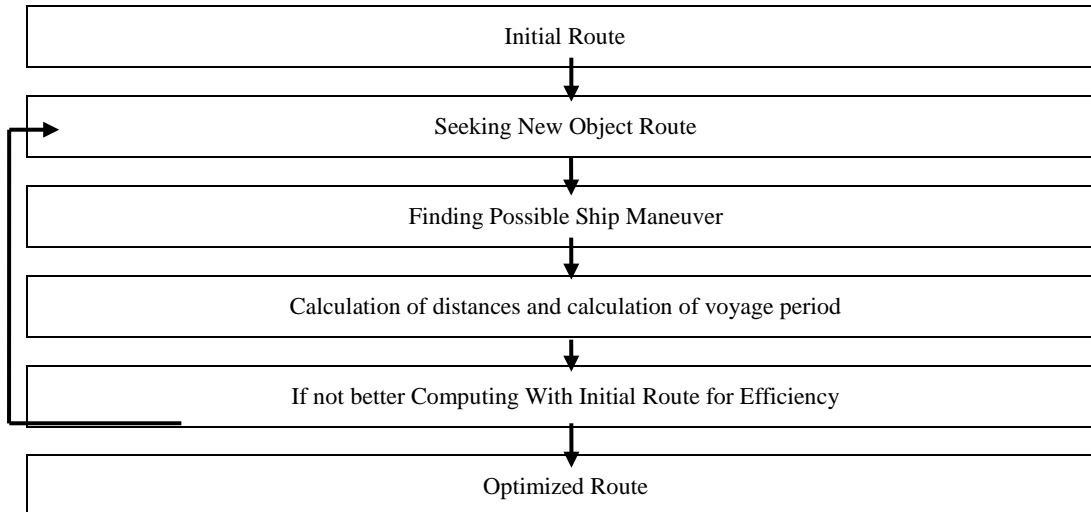 Initial Route
Seeking New Object Route
Finding Possible Ship Maneuver
Calculation of distances and calculation of voyage period
If not better Computing With Initial Route for Efficiency
Optimized Route